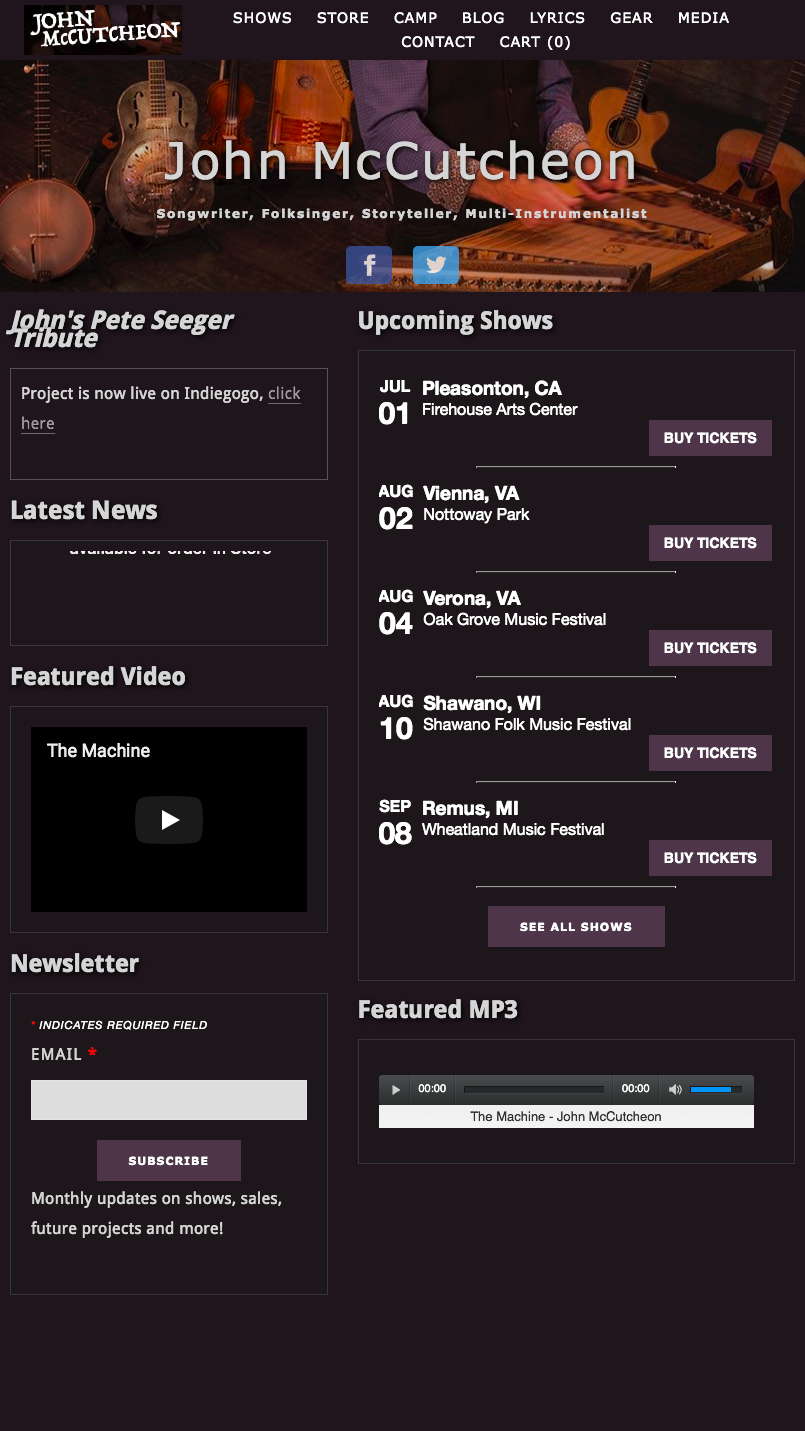 JOHN
McCUTCHEON
SHOWS STORE CAMP BLOG LYRICS GEAR MEDIA
CONTACT CART (0)
John McCutcheon
Songwriter, Folksinger, Storyteller, Multi-Instrumentalist
John's Pete Seeger
Tribute
Project is now live on Indiegogo, click
here
Latest News
available for order in Store
Featured Video
The Machine
Newsletter
* INDICATES REQUIRED FIELD
EMAIL *
SUBSCRIBE
Monthly updates on shows, sales,
future projects and more!
Upcoming Shows
JUL
01
Pleasonton, CA
Firehouse Arts Center
BUY TICKETS
AUG
02
Vienna, VA
Nottoway Park
BUY TICKETS
AUG
04
Verona, VA
Oak Grove Music Festival
BUY TICKETS
AUG
10
Shawano, WI
Shawano Folk Music Festival
BUY TICKETS
SEP
08
Remus, MI
Wheatland Music Festival
BUY TICKETS
SEE ALL SHOWS
Featured MP3
00:00 00:00
The Machine - John McCutcheon